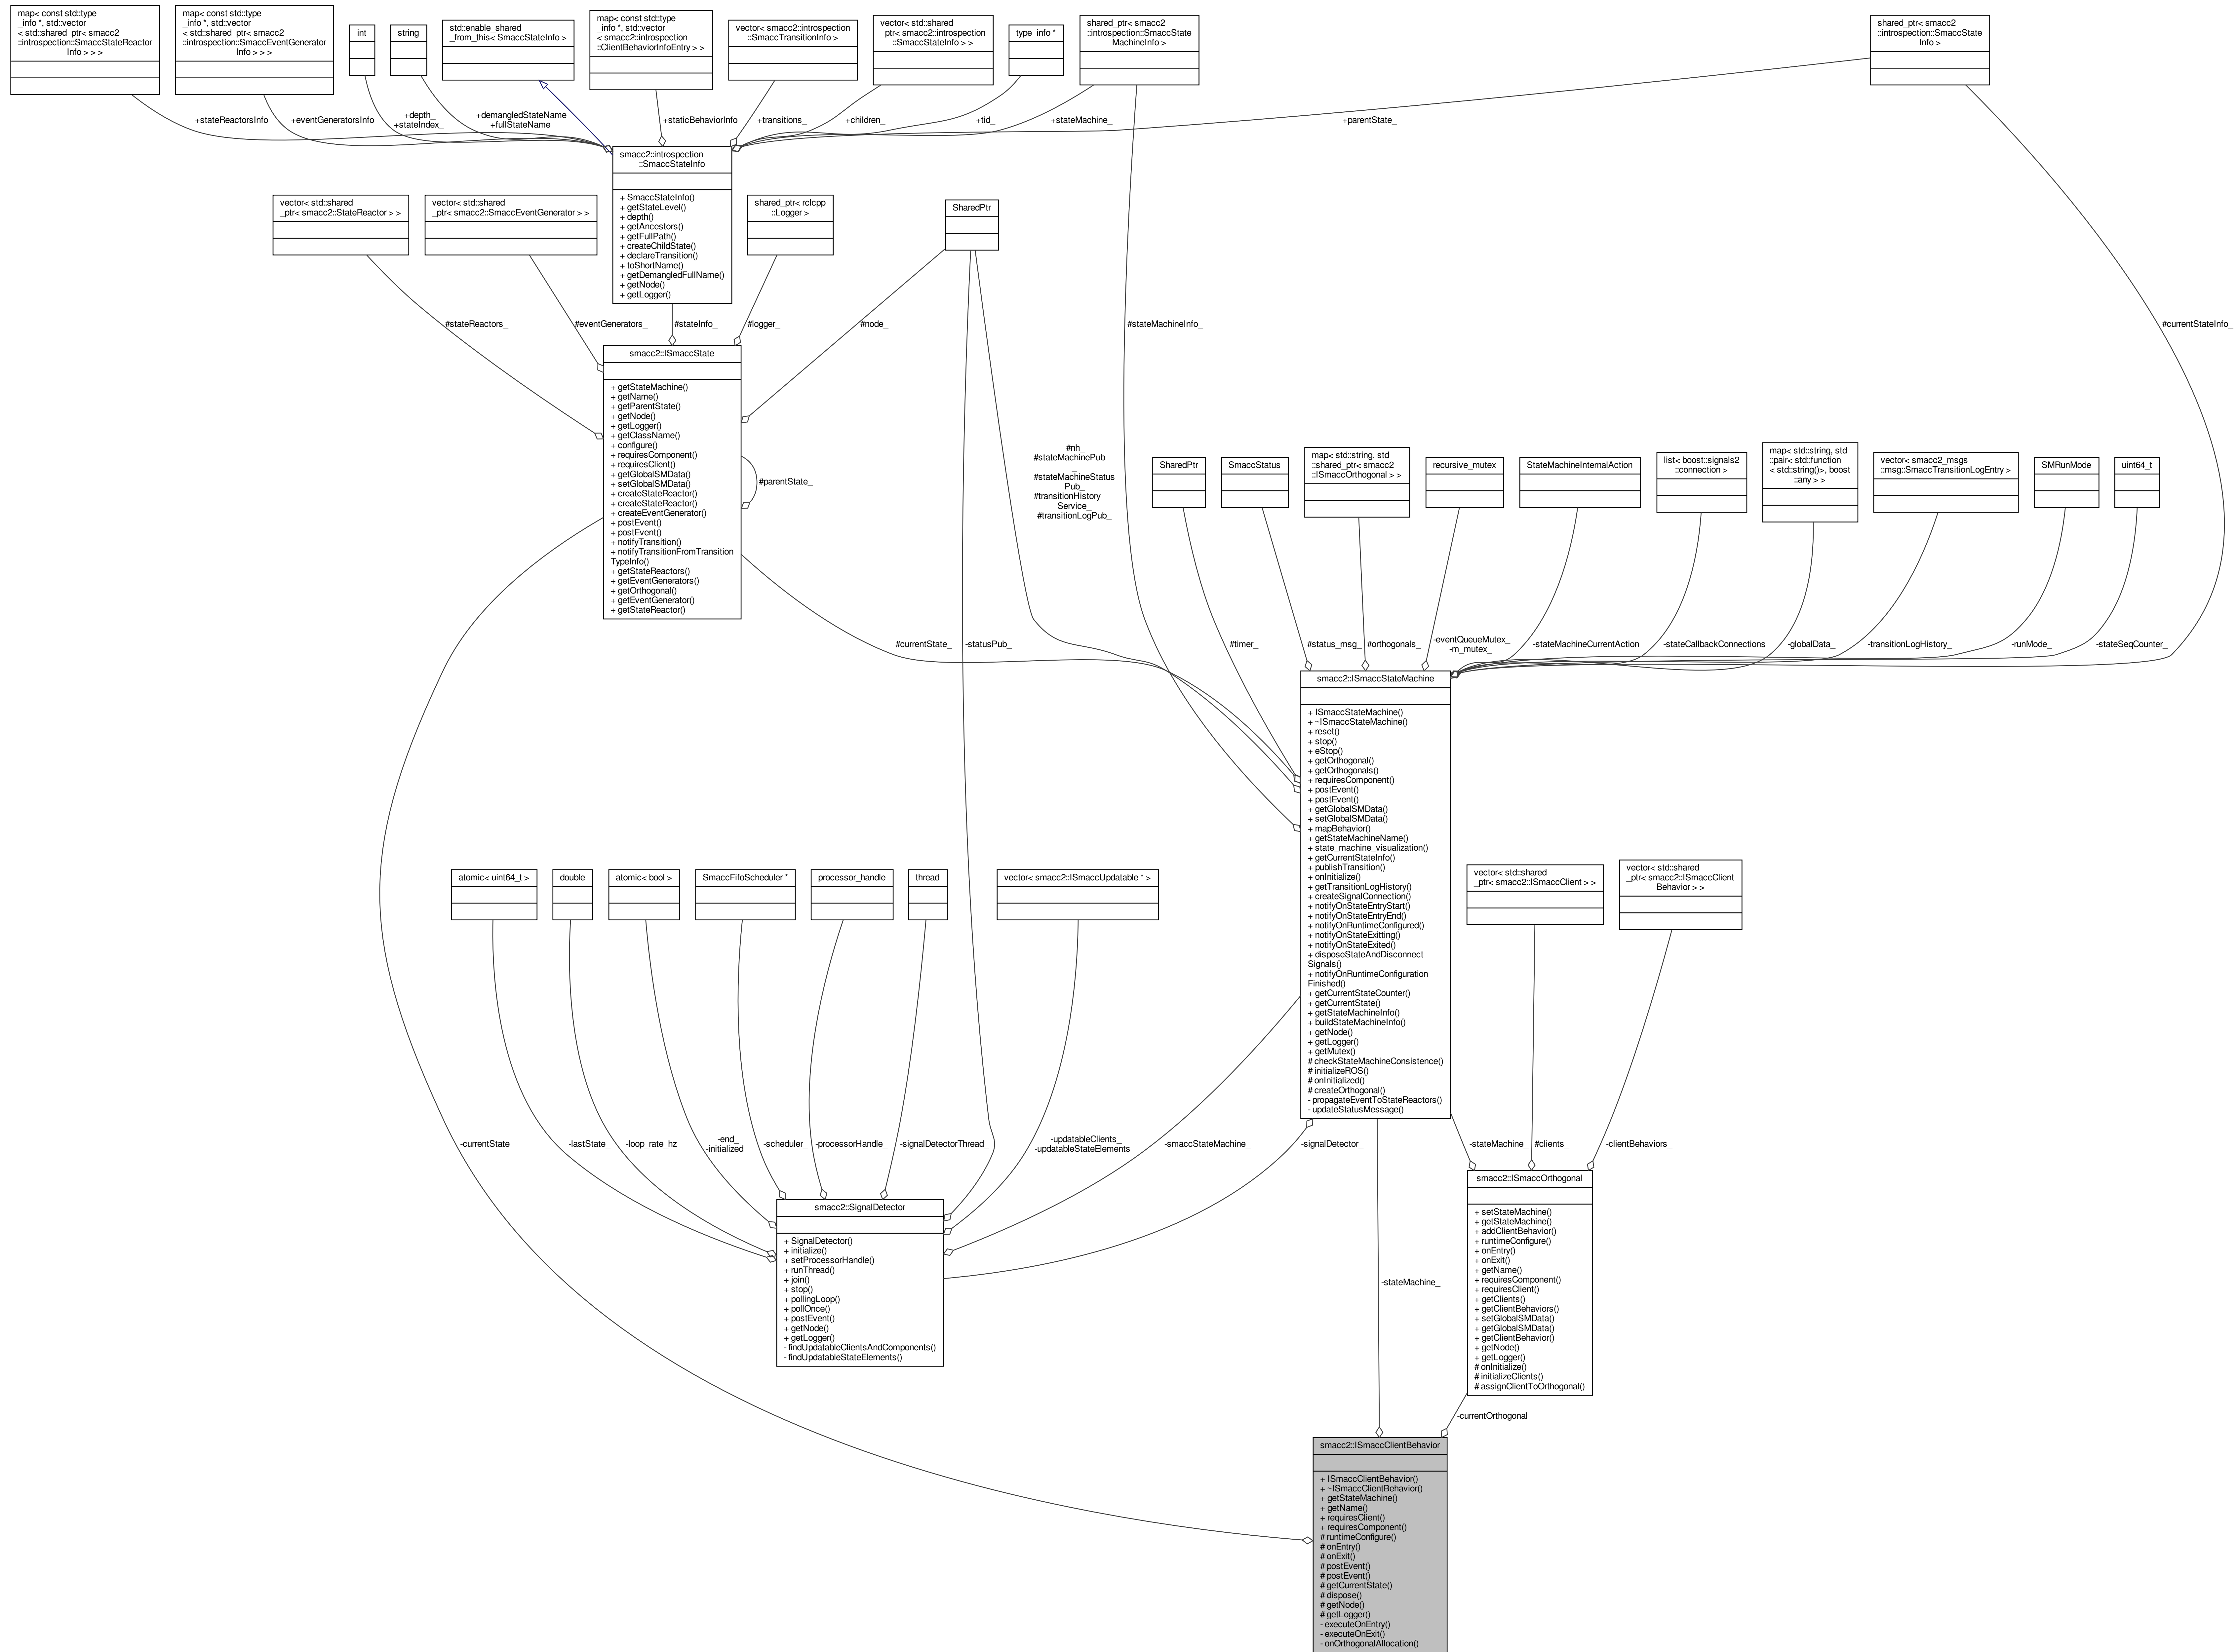 map< const std::type
_info *, std::vector
< std::shared_ptr< smacc2
::introspection::SmaccStateReactor
Info > > >
map< const std::type
_info *, std::vector
< std::shared_ptr< smacc2
::introspection::SmaccEventGenerator
Info > > >
int
string
std::enable_shared
_from_this< SmaccStateInfo >
map< const std::type
_info *, std::vector
< smacc2::introspection
::ClientBehaviorInfoEntry > >
vector< smacc2::introspection
::SmaccTransitionInfo >
vector< std::shared
_ptr< smacc2::introspection
::SmaccStateInfo > >
type_info *
shared_ptr< smacc2
::introspection::SmaccState
MachineInfo >
shared_ptr< smacc2
::introspection::SmaccState
Info >
+stateReactorsInfo
+eventGeneratorsInfo
+depth_
+stateIndex_
+demangledStateName
+fullStateName
+staticBehaviorInfo
+transitions_
+children_
+tid_
+stateMachine_
+parentState_
smacc2::introspection
::SmaccStateInfo
+ SmaccStateInfo()
+ getStateLevel()
+ depth()
+ getAncestors()
+ getFullPath()
+ createChildState()
+ declareTransition()
+ toShortName()
+ getDemangledFullName()
+ getNode()
+ getLogger()
vector< std::shared
_ptr< smacc2::StateReactor > >
vector< std::shared
_ptr< smacc2::SmaccEventGenerator > >
shared_ptr< rclcpp
::Logger >
SharedPtr
#stateReactors_
#eventGenerators_
#stateInfo_
#logger_
#node_
#stateMachineInfo_
#currentStateInfo_
smacc2::ISmaccState
+ getStateMachine()
+ getName()
+ getParentState()
+ getNode()
+ getLogger()
+ getClassName()
+ configure()
+ requiresComponent()
+ requiresClient()
+ getGlobalSMData()
+ setGlobalSMData()
+ createStateReactor()
+ createStateReactor()
+ createEventGenerator()
+ postEvent()
+ postEvent()
+ notifyTransition()
+ notifyTransitionFromTransition
TypeInfo()
+ getStateReactors()
+ getEventGenerators()
+ getOrthogonal()
+ getEventGenerator()
+ getStateReactor()
#parentState_
#nh_
#stateMachinePub
_
#stateMachineStatus
Pub_
#transitionHistory
Service_
#transitionLogPub_
SharedPtr
SmaccStatus
map< std::string, std
::shared_ptr< smacc2
::ISmaccOrthogonal > >
recursive_mutex
StateMachineInternalAction
list< boost::signals2
::connection >
map< std::string, std
::pair< std::function
< std::string()>, boost
::any > >
vector< smacc2_msgs
::msg::SmaccTransitionLogEntry >
SMRunMode
uint64_t
#currentState_
-statusPub_
#timer_
#status_msg_
#orthogonals_
-eventQueueMutex_
-m_mutex_
-stateMachineCurrentAction
-stateCallbackConnections
-globalData_
-transitionLogHistory_
-runMode_
-stateSeqCounter_
smacc2::ISmaccStateMachine
+ ISmaccStateMachine()
+ ~ISmaccStateMachine()
+ reset()
+ stop()
+ eStop()
+ getOrthogonal()
+ getOrthogonals()
+ requiresComponent()
+ postEvent()
+ postEvent()
+ getGlobalSMData()
+ setGlobalSMData()
+ mapBehavior()
+ getStateMachineName()
+ state_machine_visualization()
+ getCurrentStateInfo()
+ publishTransition()
+ onInitialize()
+ getTransitionLogHistory()
+ createSignalConnection()
+ notifyOnStateEntryStart()
+ notifyOnStateEntryEnd()
+ notifyOnRuntimeConfigured()
+ notifyOnStateExitting()
+ notifyOnStateExited()
+ disposeStateAndDisconnect
Signals()
+ notifyOnRuntimeConfiguration
Finished()
+ getCurrentStateCounter()
+ getCurrentState()
+ getStateMachineInfo()
+ buildStateMachineInfo()
+ getNode()
+ getLogger()
+ getMutex()
# checkStateMachineConsistence()
# initializeROS()
# onInitialized()
# createOrthogonal()
- propagateEventToStateReactors()
- updateStatusMessage()
atomic< uint64_t >
double
atomic< bool >
SmaccFifoScheduler *
processor_handle
thread
vector< smacc2::ISmaccUpdatable * >
vector< std::shared
_ptr< smacc2::ISmaccClient > >
vector< std::shared
_ptr< smacc2::ISmaccClient
Behavior > >
-currentState
-lastState_
-loop_rate_hz
-end_
-initialized_
-scheduler_
-processorHandle_
-signalDetectorThread_
-updatableClients_
-updatableStateElements_
-smaccStateMachine_
-signalDetector_
-stateMachine_
#clients_
-clientBehaviors_
smacc2::SignalDetector
+ SignalDetector()
+ initialize()
+ setProcessorHandle()
+ runThread()
+ join()
+ stop()
+ pollingLoop()
+ pollOnce()
+ postEvent()
+ getNode()
+ getLogger()
- findUpdatableClientsAndComponents()
- findUpdatableStateElements()
-stateMachine_
smacc2::ISmaccOrthogonal
+ setStateMachine()
+ getStateMachine()
+ addClientBehavior()
+ runtimeConfigure()
+ onEntry()
+ onExit()
+ getName()
+ requiresComponent()
+ requiresClient()
+ getClients()
+ getClientBehaviors()
+ setGlobalSMData()
+ getGlobalSMData()
+ getClientBehavior()
+ getNode()
+ getLogger()
# onInitialize()
# initializeClients()
# assignClientToOrthogonal()
-currentOrthogonal
smacc2::ISmaccClientBehavior
+ ISmaccClientBehavior()
+ ~ISmaccClientBehavior()
+ getStateMachine()
+ getName()
+ requiresClient()
+ requiresComponent()
# runtimeConfigure()
# onEntry()
# onExit()
# postEvent()
# postEvent()
# getCurrentState()
# dispose()
# getNode()
# getLogger()
- executeOnEntry()
- executeOnExit()
- onOrthogonalAllocation()